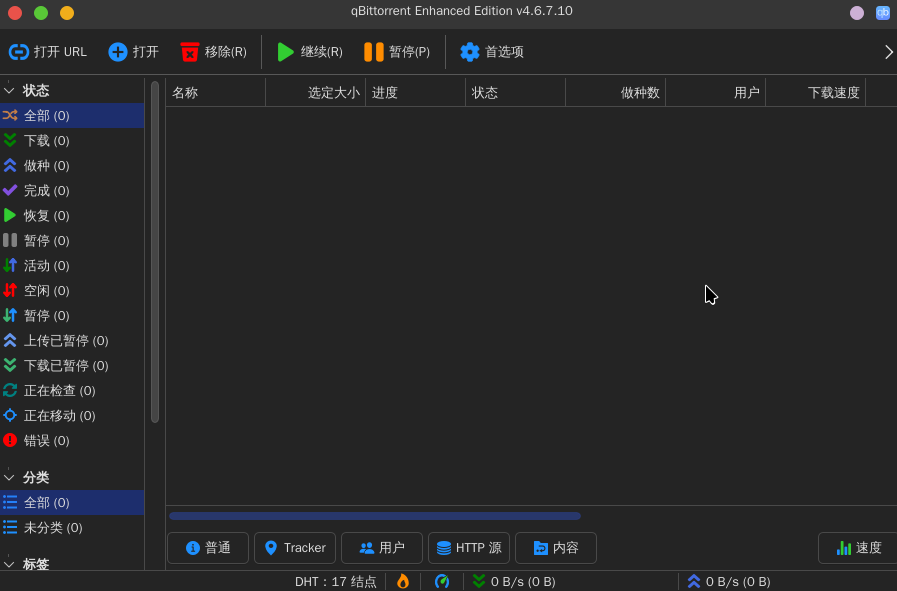 qBittorrent Enhanced Edition v4.6.7.10
qb
打开 URL 打开 移除(R) 继续(R) 暂停(P) 首选项
状态
全部 (0)
下载 (0)
做种 (0)
完成 (0)
恢复 (0)
暂停 (0)
活动 (0)
空闲 (0)
暂停 (0)
上传已暂停 (0)
下载已暂停 (0)
正在检查 (0)
正在移动 (0)
错误 (0)
分类
全部 (0)
未分类 (0)
标签
名称 选定大小 进度 状态 做种数 用户 下载速度
普通 Tracker 用户 HTTP 源 内容 速度
DHT：17 结点 0 B/s (0 B) 0 B/s (0 B)